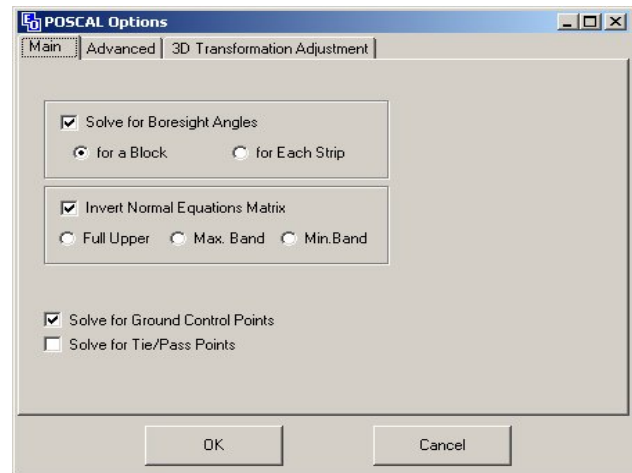 POSCAL Options
Main Advanced 3D Transformation Adjustment
Solve for Boresight Angles
for a Block for Each Strip
Invert Normal Equations Matrix
Full Upper Max. Band Min.Band
Solve for Ground Control Points
Solve for Tie/Pass Points
OK Cancel